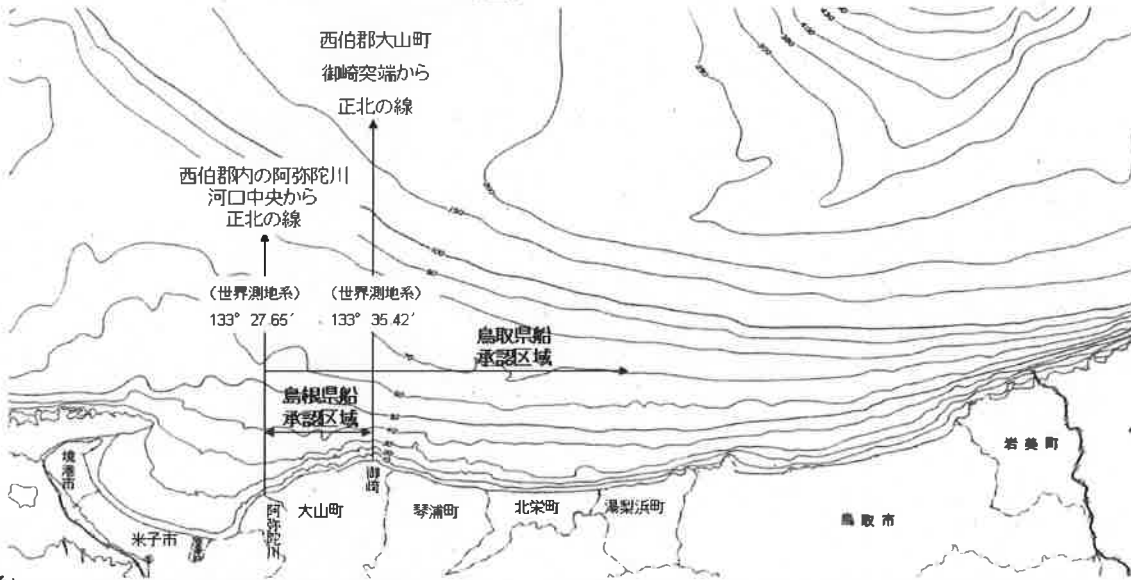 西伯郡大山町
御崎突端から
正北の線
西伯郡内の阿弥陀川
河口中央から
正北の線
(世界測地系)
133° 27.65′
(世界測地系)
133° 35.42′
鳥取県船
承認区域
島根県船
承認区域
境港市
米子市
阿弥陀川
大山町
御崎
琴浦町
北栄町
湯梨浜町
鳥取市
岩美町